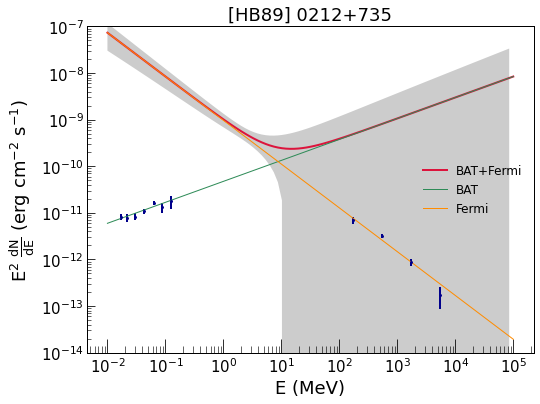 [HB89] 0212+735
E² dN/dE (erg cm⁻² s⁻¹)
10⁻⁷
10⁻⁸
10⁻⁹
10⁻¹⁰
10⁻¹¹
10⁻¹²
10⁻¹³
10⁻¹⁴
BAT+Fermi
BAT
Fermi
10⁻² 10⁻¹ 10⁰ 10¹ 10² 10³ 10⁴ 10⁵
E (MeV)